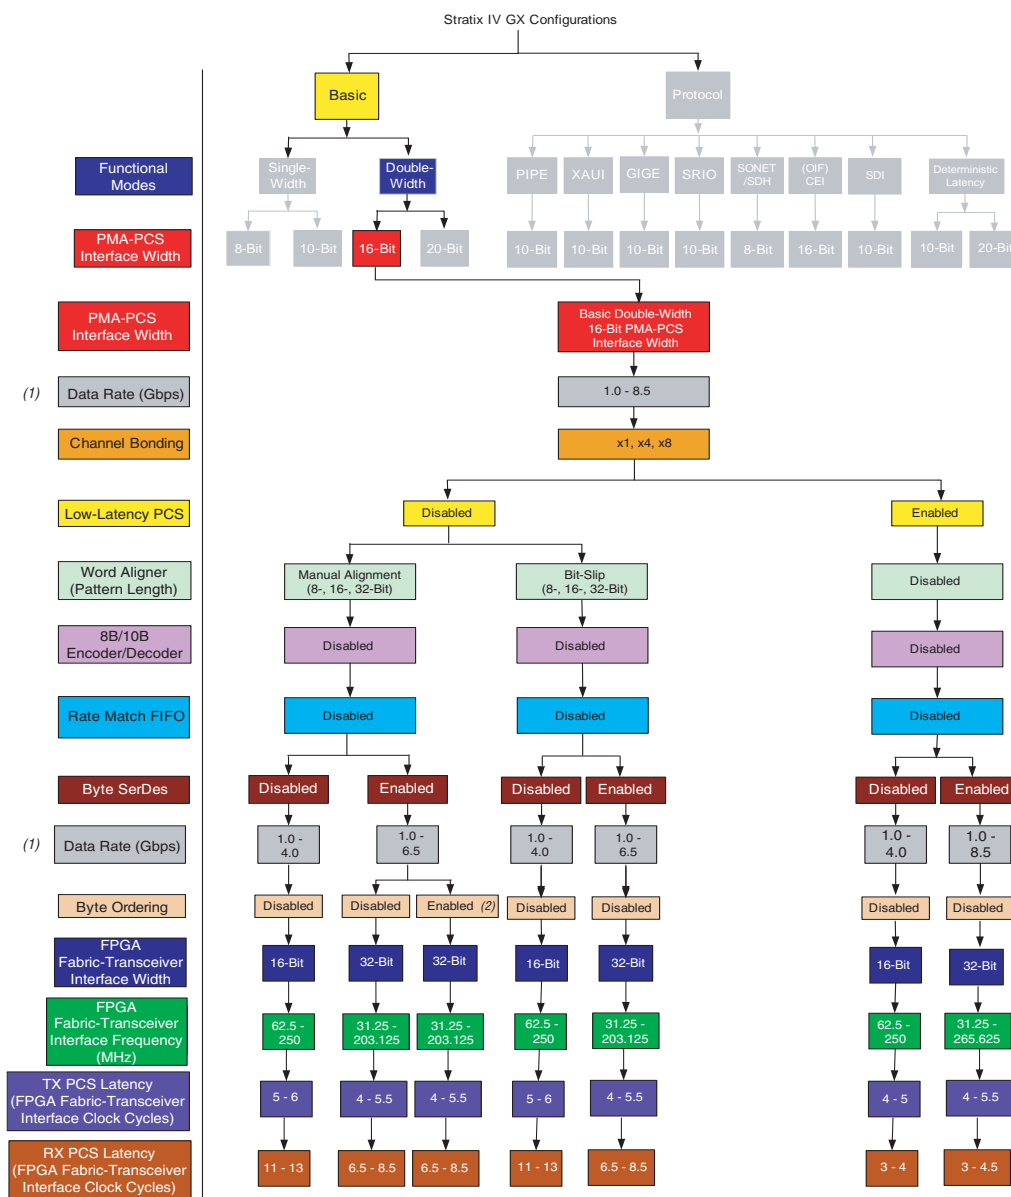 Stratix IV GX Configurations
Basic
Protocol
Functional
Modes
Single-
Width
Double-
Width
PIPE
XAUI
GIGE
SRIO
SONET
/SDH
(OIF)
CEI
SDI
Deterministic
Latency
PMA-PCS
Interface Width
8-Bit
10-Bit
16-Bit
20-Bit
10-Bit
10-Bit
10-Bit
10-Bit
8-Bit
16-Bit
10-Bit
10-Bit
20-Bit
PMA-PCS
Interface Width
Basic Double-Width
16-Bit PMA-PCS
Interface Width
(1)
Data Rate (Gbps)
1.0 - 8.5
Channel Bonding
x1, x4, x8
Low-Latency PCS
Disabled
Enabled
Word Aligner
(Pattern Length)
Manual Alignment
(8-, 16-, 32-Bit)
Bit-Slip
(8-, 16-, 32-Bit)
Disabled
8B/10B
Encoder/Decoder
Disabled
Disabled
Disabled
Rate Match FIFO
Disabled
Disabled
Disabled
Byte SerDes
Disabled
Enabled
Disabled
Enabled
Disabled
Enabled
(1)
Data Rate (Gbps)
1.0 -
4.0
1.0 -
6.5
1.0 -
4.0
1.0 -
6.5
1.0 -
4.0
1.0 -
8.5
Byte Ordering
Disabled
Disabled
Enabled (2)
Disabled
Disabled
Disabled
Disabled
FPGA
Fabric-Transceiver
Interface Width
16-Bit
32-Bit
32-Bit
16-Bit
32-Bit
16-Bit
32-Bit
FPGA
Fabric-Transceiver
Interface Frequency
(MHz)
62.5 -
250
31.25 -
203.125
31.25 -
203.125
62.5 -
250
31.25 -
203.125
62.5 -
250
31.25 -
265.625
TX PCS Latency
(FPGA Fabric-Transceiver
Interface Clock Cycles)
5 - 6
4 - 5.5
4 - 5.5
5 - 6
4 - 5.5
4 - 5
4 - 5.5
RX PCS Latency
(FPGA Fabric-Transceiver
Interface Clock Cycles)
11 - 13
6.5 - 8.5
6.5 - 8.5
11 - 13
6.5 - 8.5
3 - 4
3 - 4.5